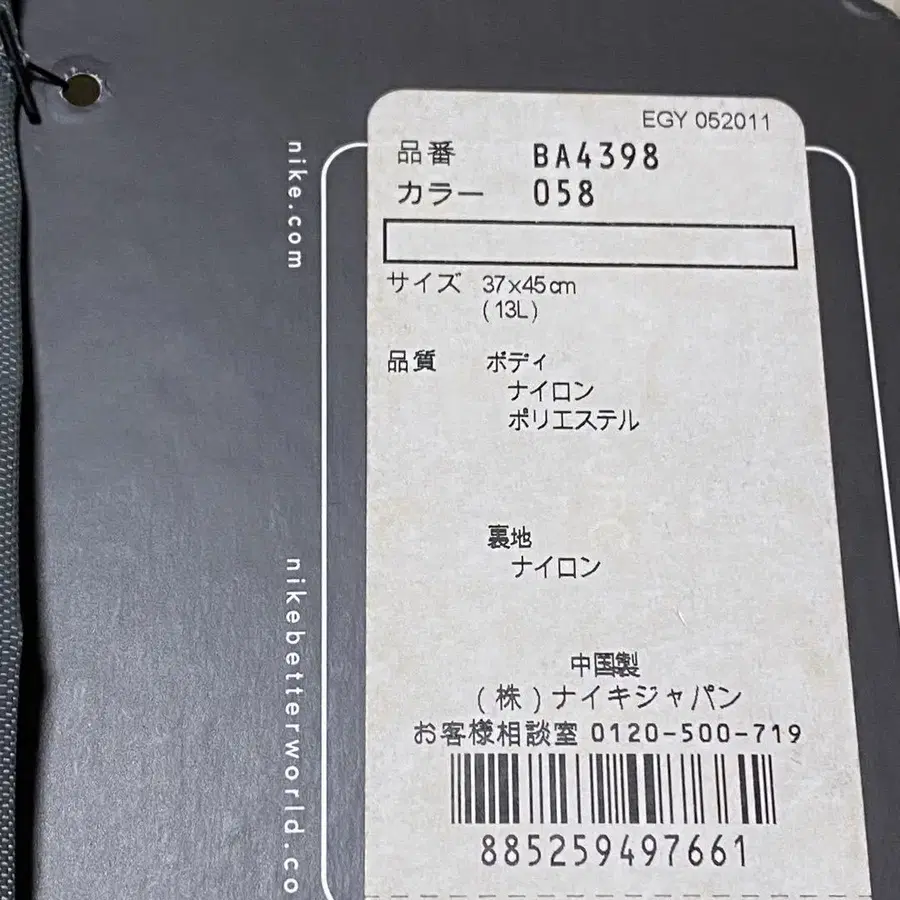 EGY 052011
品番 BA4398
カラー 058
サイズ 37x45cm
(13L)
品質 ボディ
ナイロン
ポリエステル
裏地
ナイロン
中国製
(株)ナイキジャパン
お客様相談室 0120-500-719
885259497661
nike.com
nikebetterworld.co